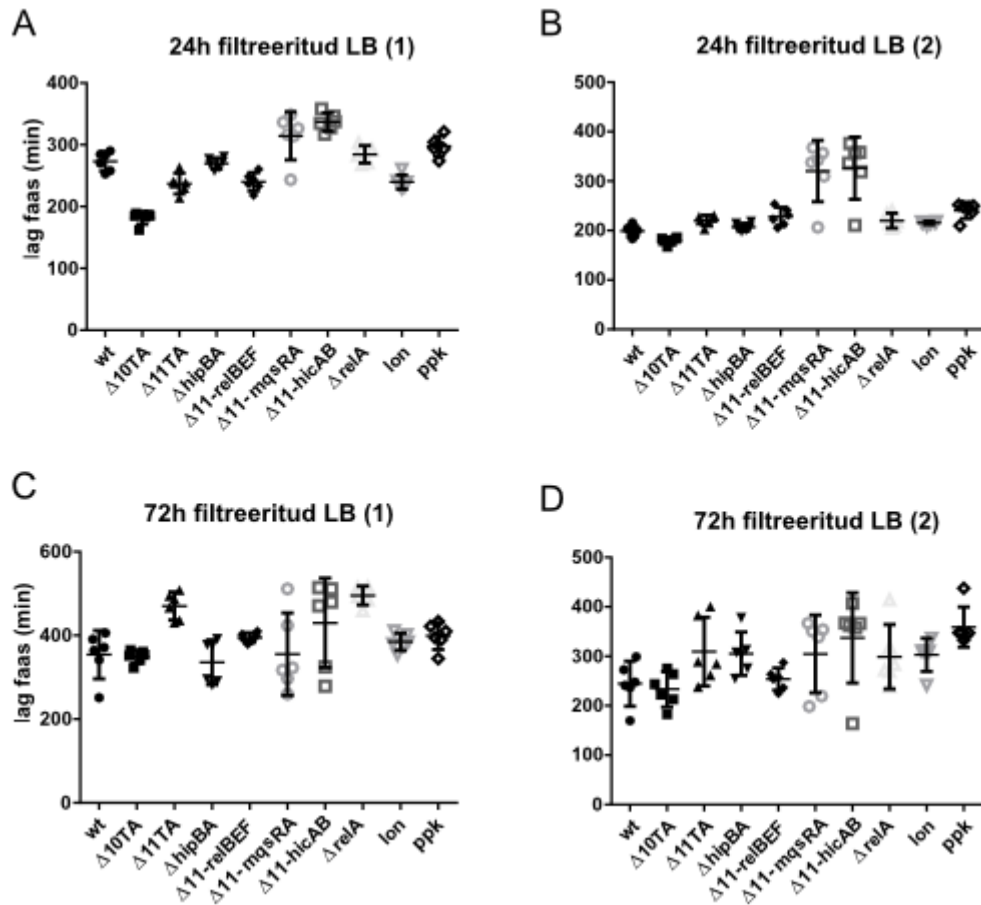 A
24h filtreeritud LB (1)
lag faas (min)
400
300
200
100
0
wt
Δ10TA
Δ11TA
ΔhipBA
Δ11-relBEF
Δ11-mqsRA
Δ11-hicAB
ΔrelA
lon
ppk
B
24h filtreeritud LB (2)
500
400
300
200
100
0
wt
Δ10TA
Δ11TA
ΔhipBA
Δ11-relBEF
Δ11-mqsRA
Δ11-hicAB
ΔrelA
lon
ppk
C
72h filtreeritud LB (1)
lag faas (min)
600
400
200
0
wt
Δ10TA
Δ11TA
ΔhipBA
Δ11-relBEF
Δ11-mqsRA
Δ11-hicAB
ΔrelA
lon
ppk
D
72h filtreeritud LB (2)
500
400
300
200
100
0
wt
Δ10TA
Δ11TA
ΔhipBA
Δ11-relBEF
Δ11-mqsRA
Δ11-hicAB
ΔrelA
lon
ppk